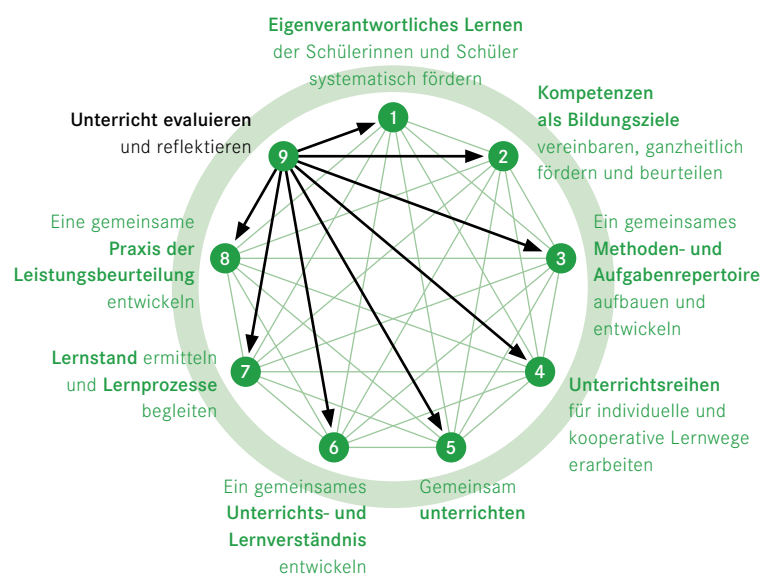 Eigenverantwortliches Lernen
der Schülerinnen und Schüler
systematisch fördern
1
Kompetenzen
als Bildungsziele
vereinbaren, ganzheitlich
fördern und beurteilen
2
Ein gemeinsames
Methoden- und
Aufgabenrepertoire
aufbauen und
entwickeln
3
Unterrichtsreihen
für individuelle und
kooperative Lernwege
erarbeiten
4
Gemeinsam
unterrichten
5
Ein gemeinsames
Unterrichts- und
Lernverständnis
entwickeln
6
Lernstand ermitteln
und Lernprozesse
begleiten
7
Eine gemeinsame
Praxis der
Leistungsbeurteilung
entwickeln
8
Unterricht evaluieren
und reflektieren
9